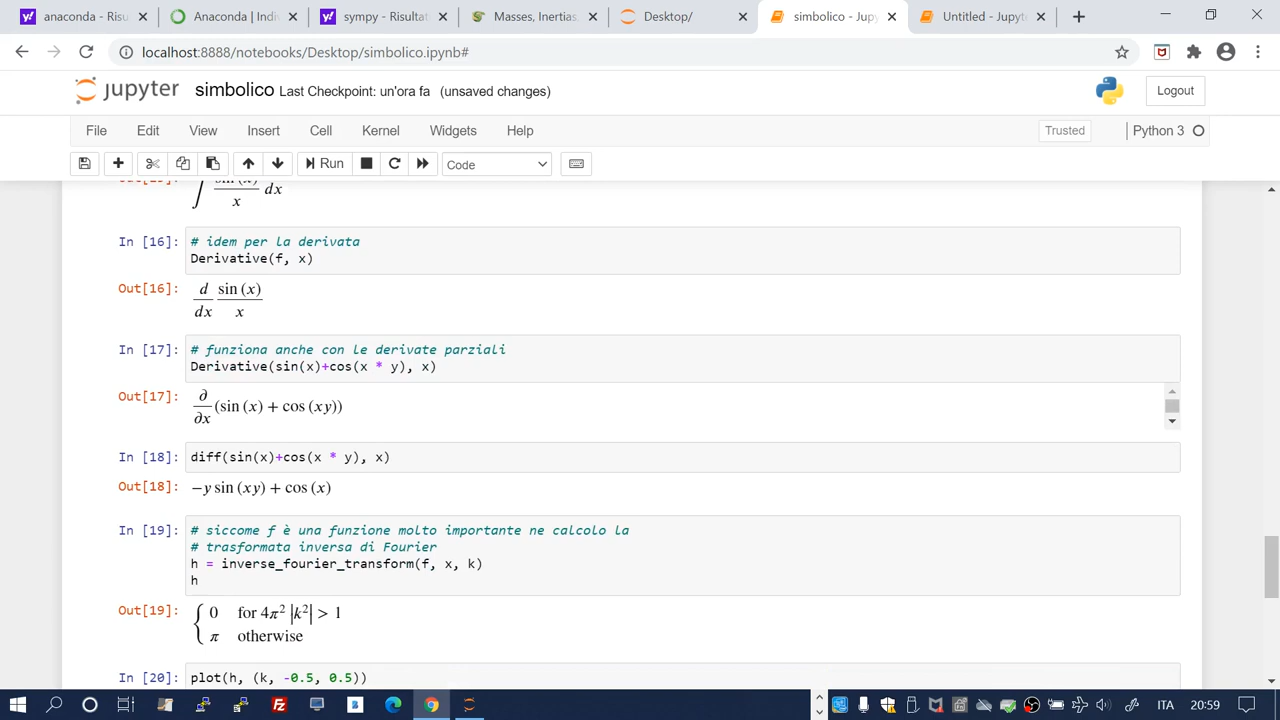 anaconda - Risu
Anaconda | Indi
sympy - Risultat
Masses, Inertias,
Desktop/
simbolico - Jup
Untitled - Jupyt
localhost:8888/notebooks/Desktop/simbolico.ipynb#
jupyter simbolico Last Checkpoint: un'ora fa (unsaved changes) Logout
File Edit View Insert Cell Kernel Widgets Help Trusted Python 3
Run Code
∫ sin (x)/x dx
In [16]: # idem per la derivata
Derivative(f, x)
Out[16]: d/dx sin (x)/x
In [17]: # funziona anche con le derivate parziali
Derivative(sin(x)+cos(x * y), x)
Out[17]: ∂/∂x (sin (x) + cos (xy))
In [18]: diff(sin(x)+cos(x * y), x)
Out[18]: −y sin (xy) + cos (x)
In [19]: # siccome f è una funzione molto importante ne calcolo la
# trasformata inversa di Fourier
h = inverse_fourier_transform(f, x, k)
h
Out[19]: { 0 for 4π² |k²| > 1
π otherwise
In [20]: plot(h, (k, -0.5, 0.5))
ITA 20:59